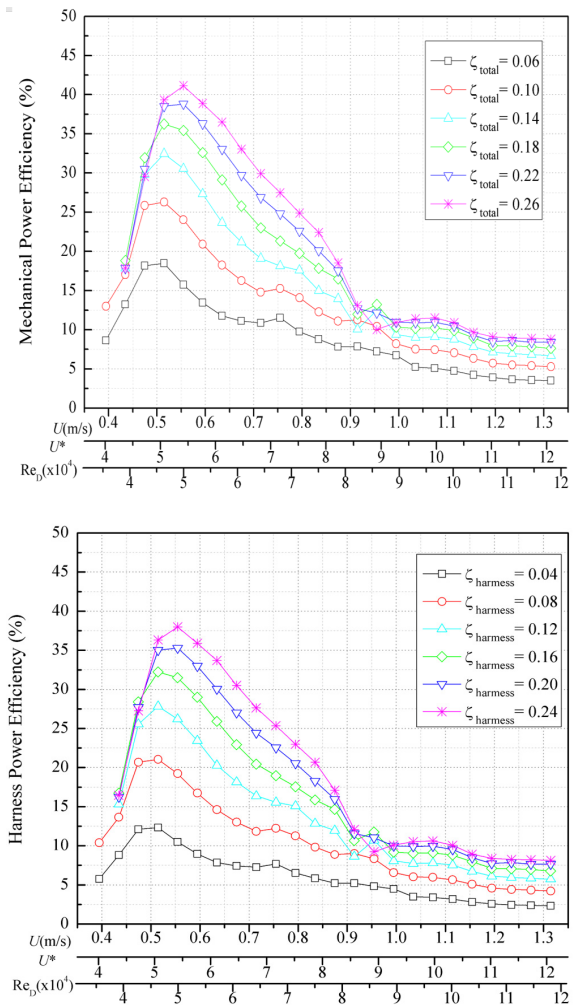 50
45
40
35
30
25
20
15
10
5
0
Mechanical Power Efficiency (%)
ζtotal= 0.06
ζtotal= 0.10
ζtotal= 0.14
ζtotal= 0.18
ζtotal= 0.22
ζtotal= 0.26
0.4 0.5 0.6 0.7 0.8 0.9 1.0 1.1 1.2 1.3
U(m/s)
U*
4 5 6 7 8 9 10 11 12
ReD(x10⁴)
4 5 6 7 8 9 10 11 12
50
45
40
35
30
25
20
15
10
5
0
Harness Power Efficiency (%)
ζharness= 0.04
ζharness= 0.08
ζharness= 0.12
ζharness= 0.16
ζharness= 0.20
ζharness= 0.24
0.4 0.5 0.6 0.7 0.8 0.9 1.0 1.1 1.2 1.3
U(m/s)
U*
4 5 6 7 8 9 10 11 12
ReD(x10⁴)
4 5 6 7 8 9 10 11 12